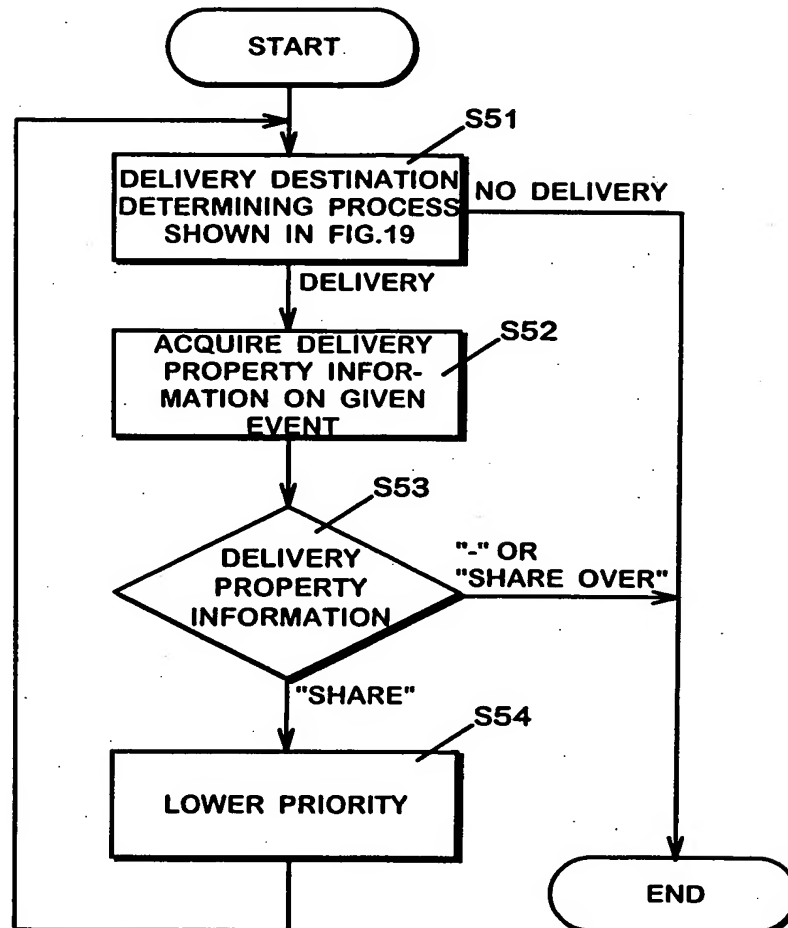 START
S51
DELIVERY DESTINATION
DETERMINING PROCESS
SHOWN IN FIG.19
NO DELIVERY
DELIVERY
S52
ACQUIRE DELIVERY
PROPERTY INFOR-
MATION ON GIVEN
EVENT
S53
DELIVERY
PROPERTY
INFORMATION
"-" OR
"SHARE OVER"
"SHARE"
S54
LOWER PRIORITY
END